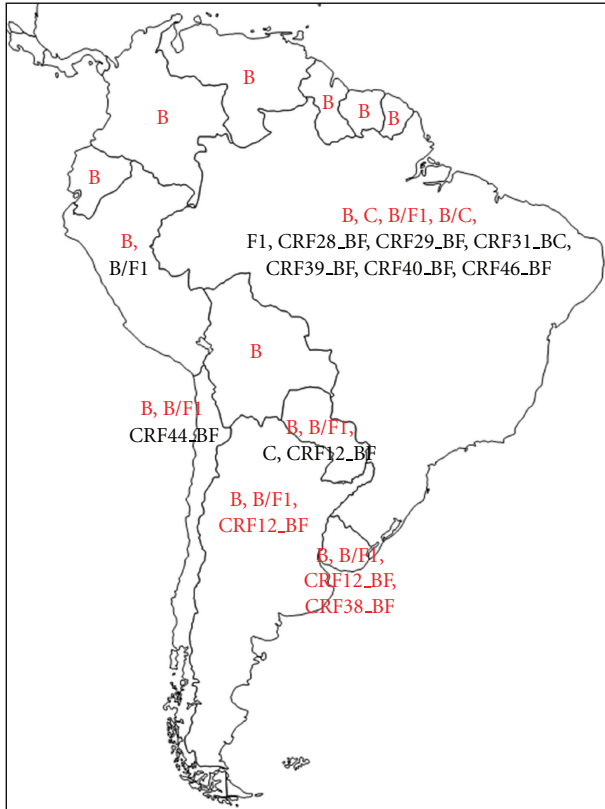 B
B
B
B
B
B
B, C, B/F1, B/C,
F1, CRF28_BF, CRF29_BF, CRF31_BC,
CRF39_BF, CRF40_BF, CRF46_BF
B,
B/F1
B
B, B/F1
CRF44_BF
B, B/F1,
C, CRF12_BF
B, B/F1,
CRF12_BF
B, B/F1,
CRF12_BF,
CRF38_BF